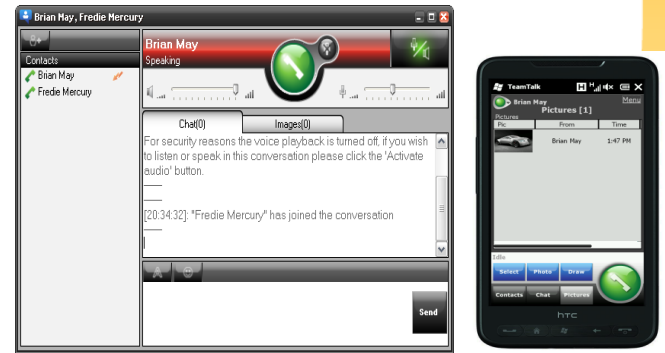 Brian May, Fredie Mercury
Contacts
Brian May
Fredie Mercury
Brian May
Speaking
Chat(0)
Images(0)
For security reasons the voice playback is turned off, if you wish
to listen or speak in this conversation please click the 'Activate
audio' button.
[20:34:32]: "Fredie Mercury" has joined the conversation
A
Send
TeamTalk
H
Brian May
Menu
Pictures [1]
Pictures
Pic
From
Time
Brian May
1:47 PM
Idle
Select
Photo
Draw
Contacts
Chat
Pictures
hTC